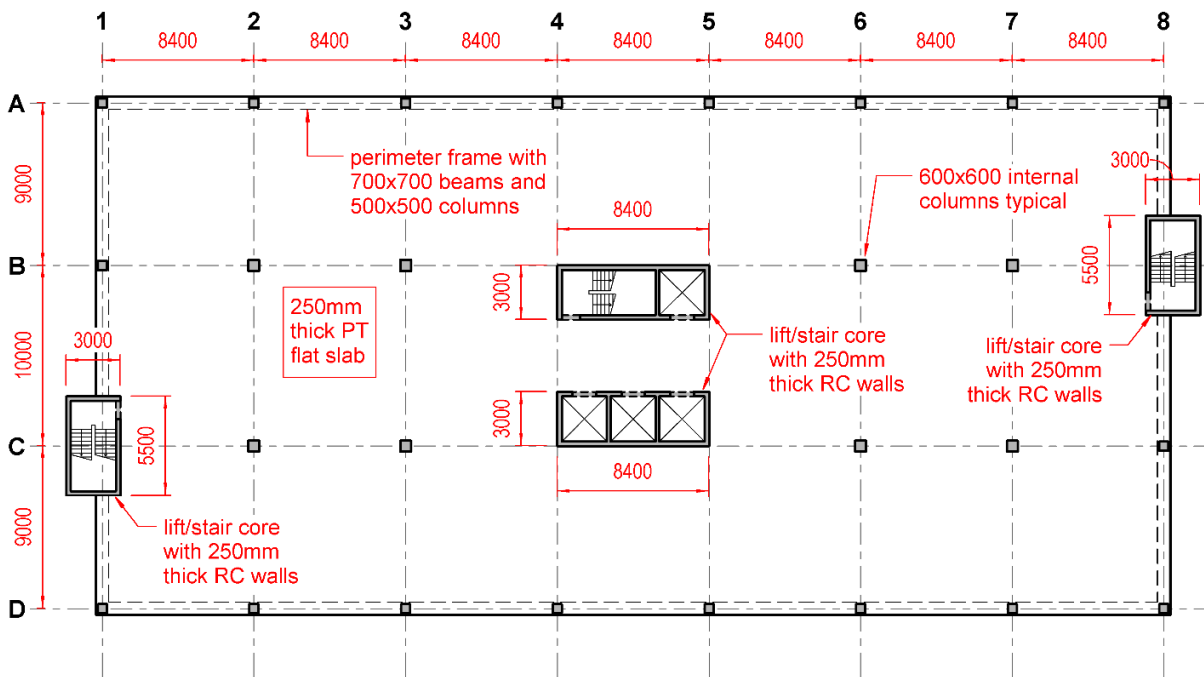 1 2 3 4 5 6 7 8
8400 8400 8400 8400 8400 8400 8400
A
perimeter frame with
700x700 beams and
500x500 columns
9000
8400
600x600 internal
columns typical
3000
B
250mm
thick PT
flat slab
3000
5500
10000
lift/stair core
with 250mm
thick RC walls
lift/stair core
with 250mm
thick RC walls
3000
3000
5500
C
8400
9000
lift/stair core
with 250mm
thick RC walls
D